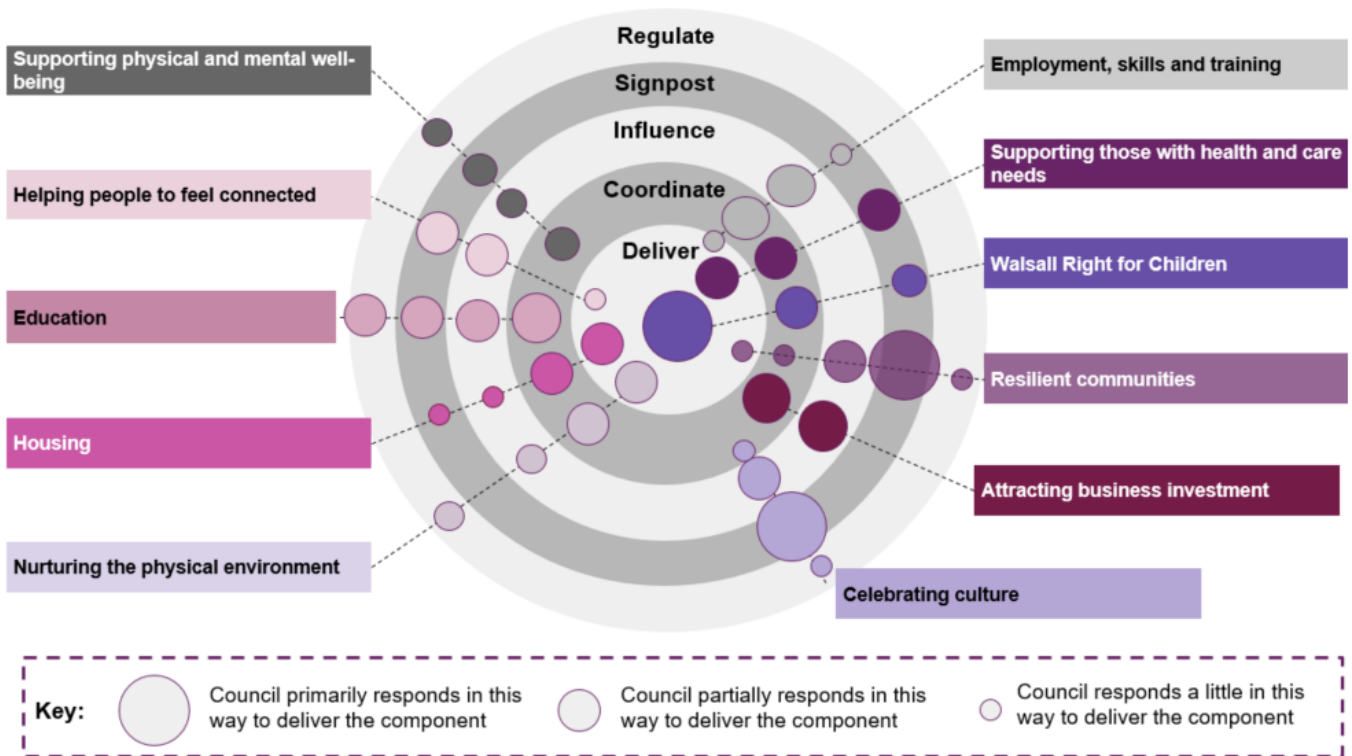 Regulate
Signpost
Influence
Coordinate
Deliver
Supporting physical and mental well-
being
Helping people to feel connected
Education
Housing
Nurturing the physical environment
Employment, skills and training
Supporting those with health and care
needs
Walsall Right for Children
Resilient communities
Attracting business investment
Celebrating culture
Key:
Council primarily responds in this
way to deliver the component
Council partially responds in this
way to deliver the component
Council responds a little in this
way to deliver the component